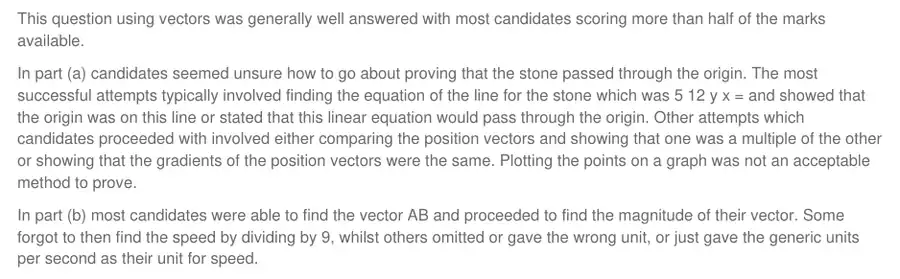 This question using vectors was generally well answered with most candidates scoring more than half of the marks
available.
In part (a) candidates seemed unsure how to go about proving that the stone passed through the origin. The most
successful attempts typically involved finding the equation of the line for the stone which was 5 12 y x = and showed that
the origin was on this line or stated that this linear equation would pass through the origin. Other attempts which
candidates proceeded with involved either comparing the position vectors and showing that one was a multiple of the other
or showing that the gradients of the position vectors were the same. Plotting the points on a graph was not an acceptable
method to prove.
In part (b) most candidates were able to find the vector AB and proceeded to find the magnitude of their vector. Some
forgot to then find the speed by dividing by 9, whilst others omitted or gave the wrong unit, or just gave the generic units
per second as their unit for speed.